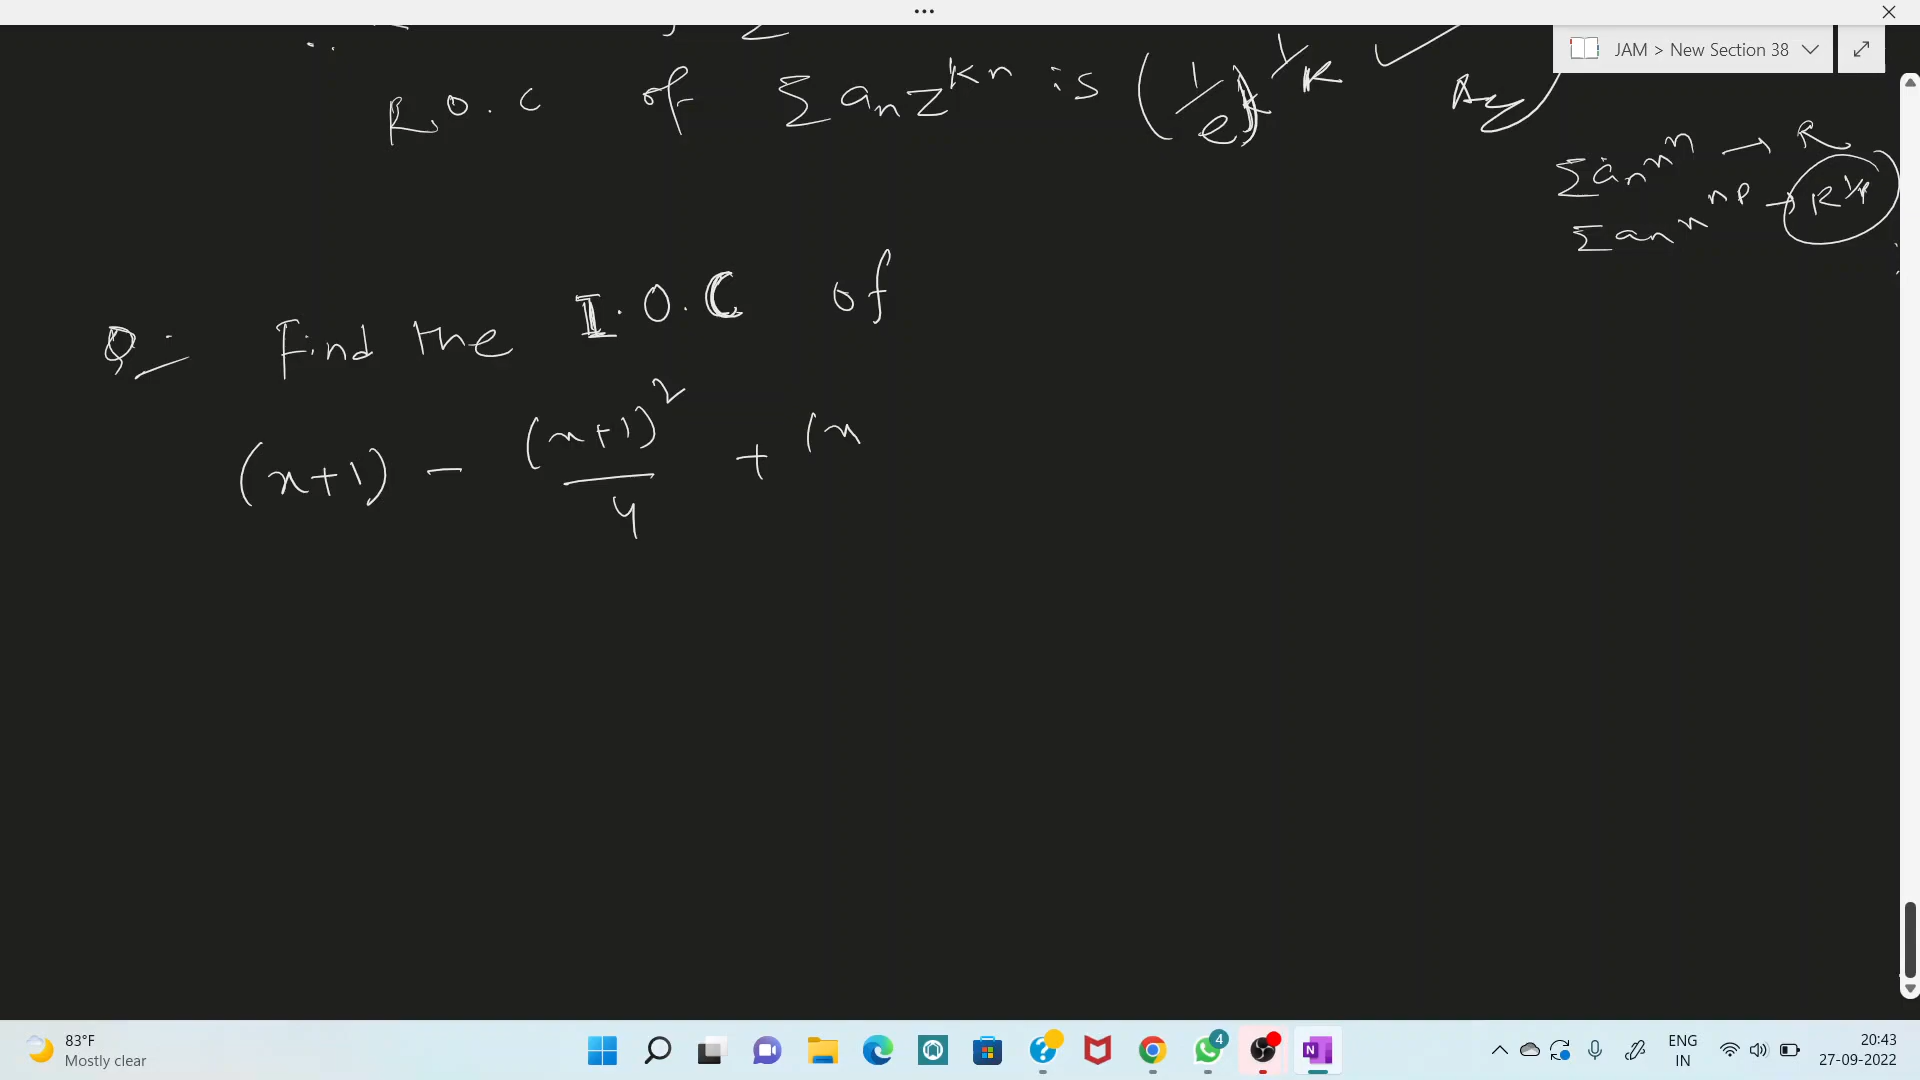 JAM > New Section 38
R.O.C of Σ aₙ z^{kn} is (1/e)^{1/k}
Σ aₙ xⁿ → R
Σ aₙ x^{np} → R^{1/p}
Q:- Find the I.O.C of
(x+1) - (x+1)²/4 + (x
83°F
Mostly clear
4
ENG
IN
20:43
27-09-2022